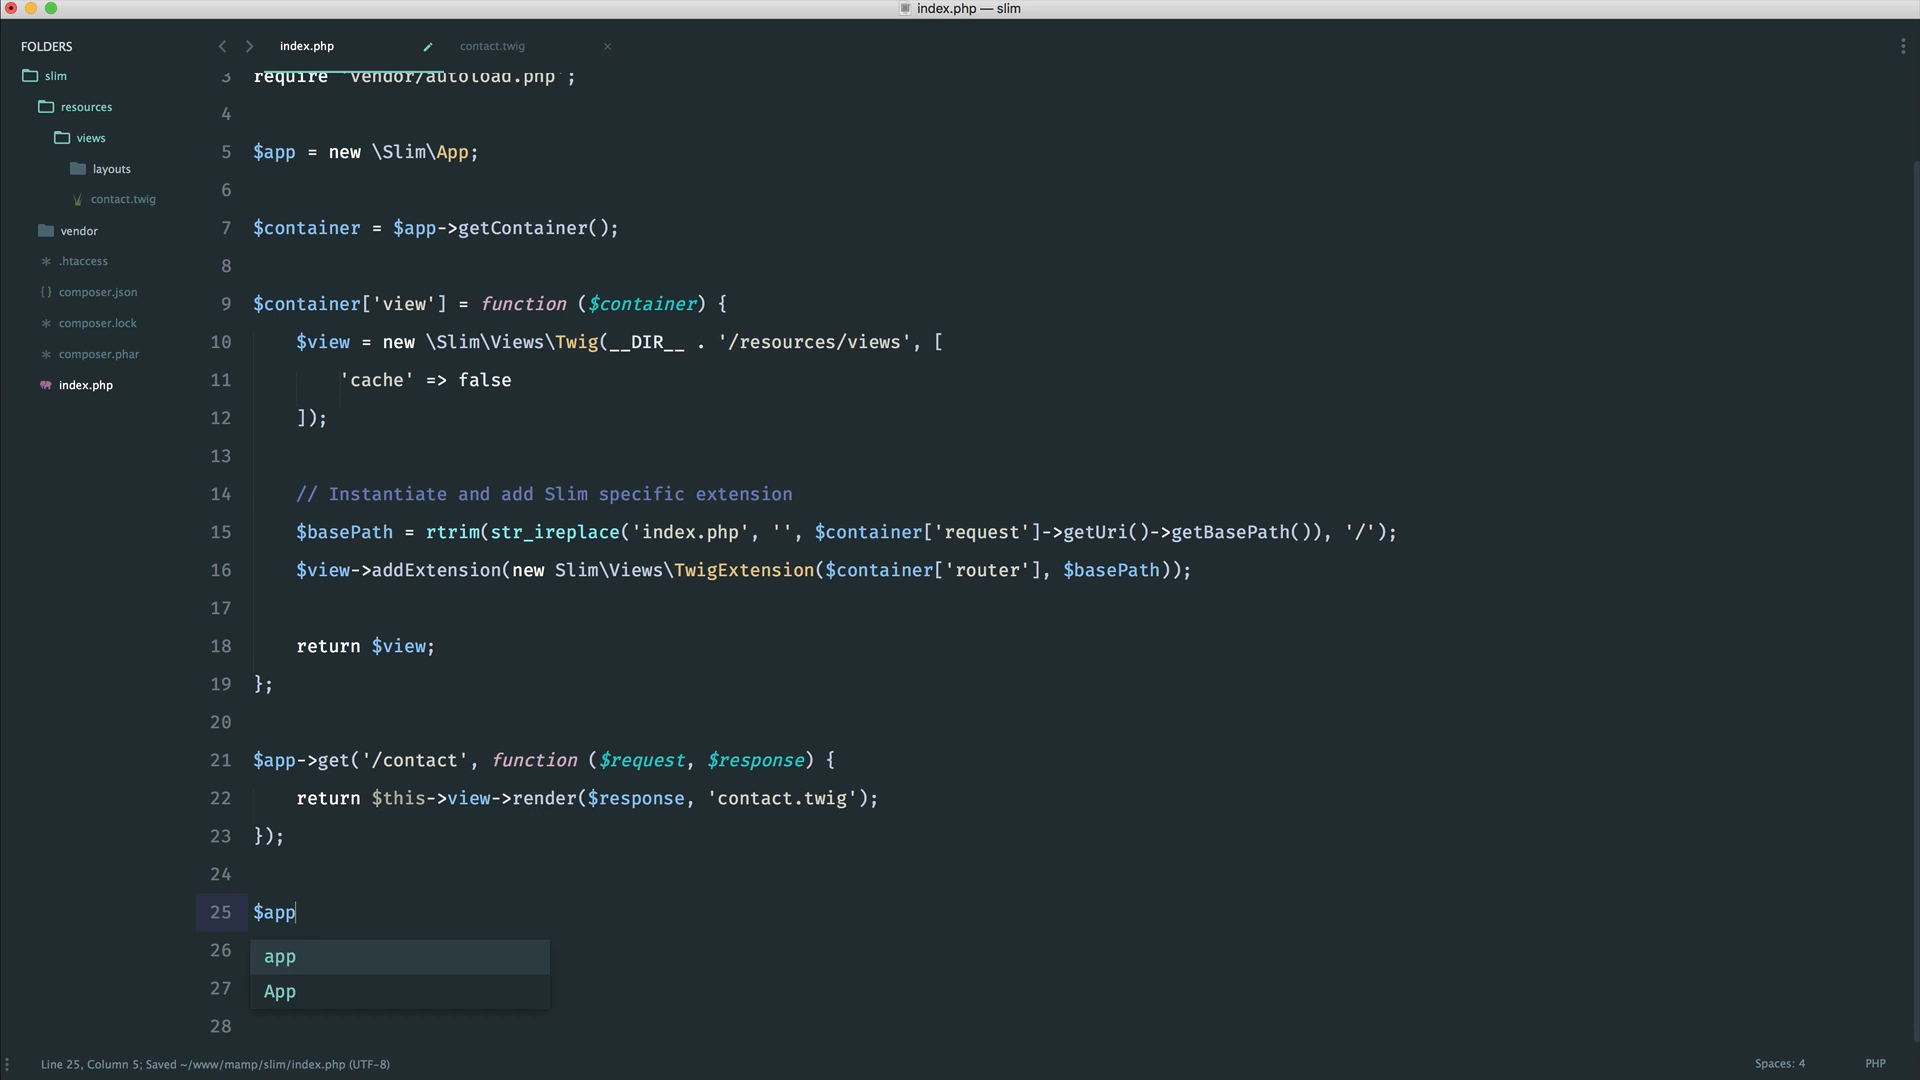 index.php — slim
FOLDERS
slim
resources
views
layouts
contact.twig
vendor
.htaccess
composer.json
composer.lock
composer.phar
index.php
index.php
contact.twig
3 require 'vendor/autoload.php';
4
5 $app = new \Slim\App;
6
7 $container = $app->getContainer();
8
9 $container['view'] = function ($container) {
10 $view = new \Slim\Views\Twig(__DIR__ . '/resources/views', [
11 'cache' => false
12 ]);
13
14 // Instantiate and add Slim specific extension
15 $basePath = rtrim(str_ireplace('index.php', '', $container['request']->getUri()->getBasePath()), '/');
16 $view->addExtension(new Slim\Views\TwigExtension($container['router'], $basePath));
17
18 return $view;
19 };
20
21 $app->get('/contact', function ($request, $response) {
22 return $this->view->render($response, 'contact.twig');
23 });
24
25 $app
26 app
27 App
28
Line 25, Column 5; Saved ~/www/mamp/slim/index.php (UTF-8)
Spaces: 4
PHP